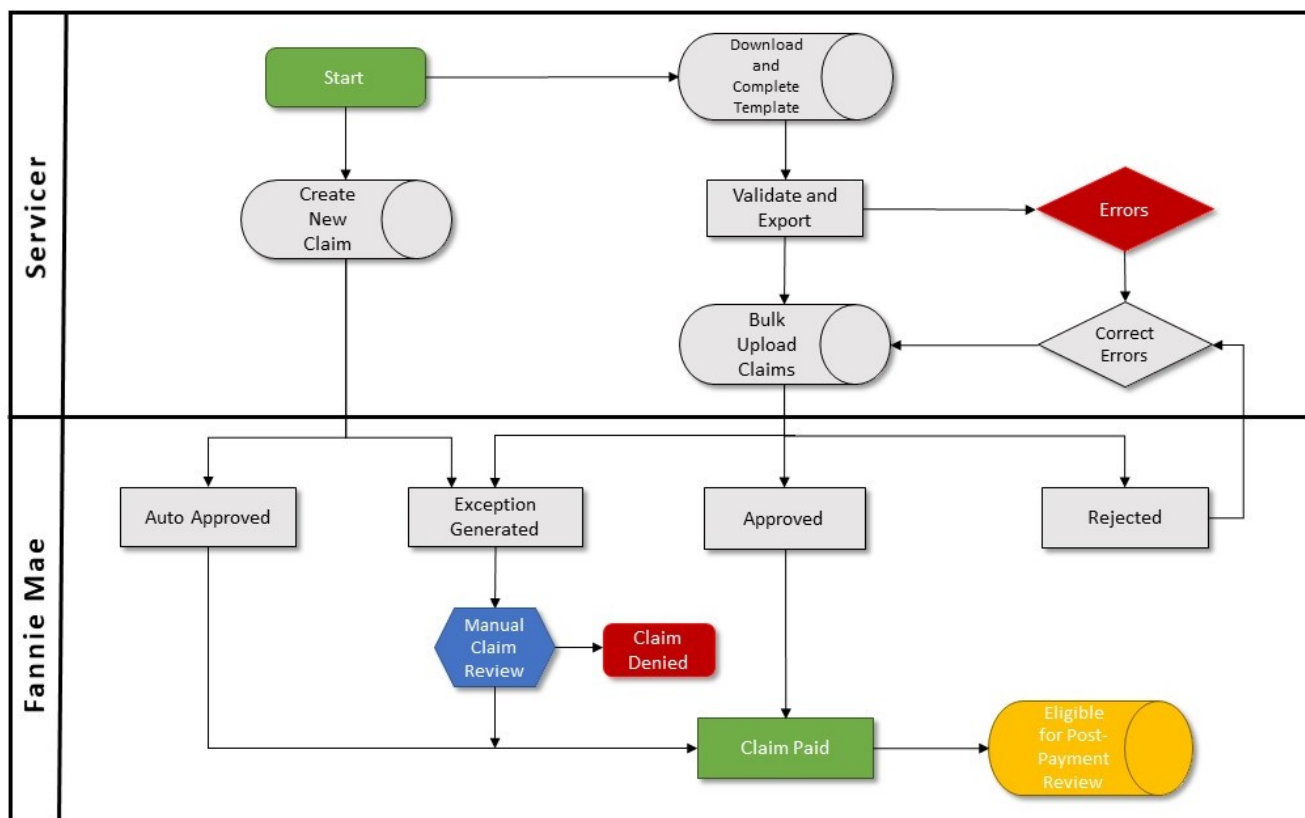 Servicer
Start
Download
and
Complete
Template
Create
New
Claim
Validate and
Export
Errors
Bulk
Upload
Claims
Correct
Errors
Fannie Mae
Auto Approved
Exception
Generated
Approved
Rejected
Manual
Claim
Review
Claim
Denied
Claim Paid
Eligible
for Post-
Payment
Review